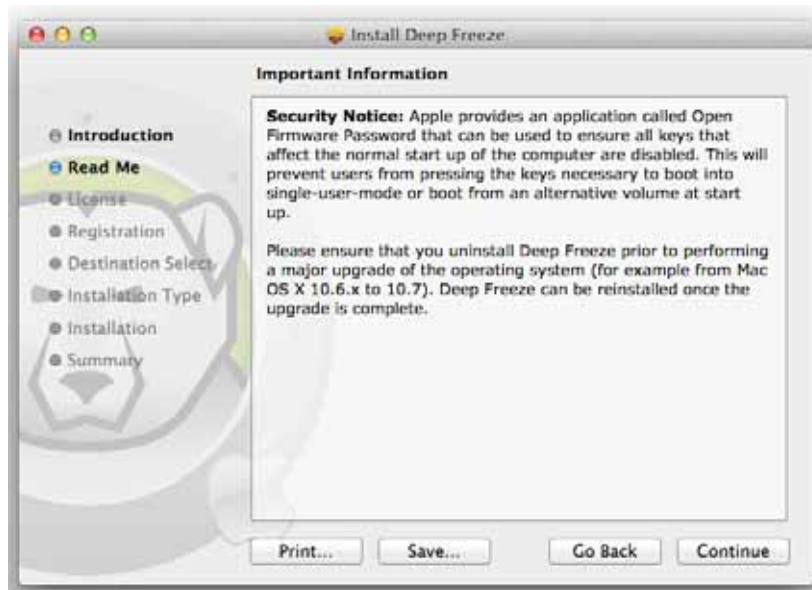 Install Deep Freeze
Important Information
Introduction
Read Me
License
Registration
Destination Select
Installation Type
Installation
Summary
Security Notice: Apple provides an application called Open
Firmware Password that can be used to ensure all keys that
affect the normal start up of the computer are disabled. This will
prevent users from pressing the keys necessary to boot into
single-user-mode or boot from an alternative volume at start
up.
Please ensure that you uninstall Deep Freeze prior to performing
a major upgrade of the operating system (for example from Mac
OS X 10.6.x to 10.7). Deep Freeze can be reinstalled once the
upgrade is complete.
Print...
Save...
Go Back
Continue